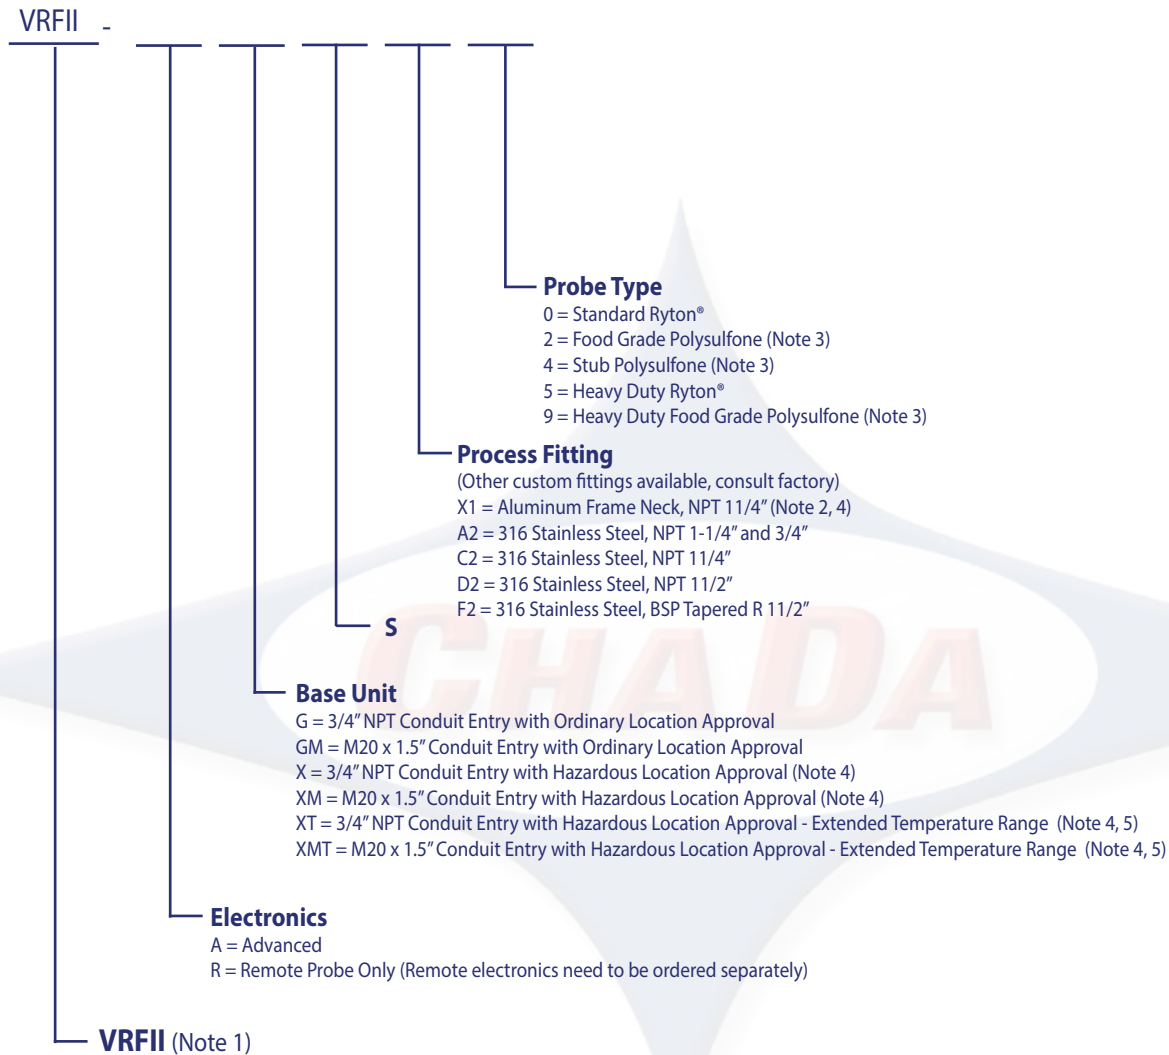 VRFII -
Probe Type
0 = Standard Ryton®
2 = Food Grade Polysulfone (Note 3)
4 = Stub Polysulfone (Note 3)
5 = Heavy Duty Ryton®
9 = Heavy Duty Food Grade Polysulfone (Note 3)
Process Fitting
(Other custom fittings available, consult factory)
X1 = Aluminum Frame Neck, NPT 11/4” (Note 2, 4)
A2 = 316 Stainless Steel, NPT 1-1/4” and 3/4”
C2 = 316 Stainless Steel, NPT 11/4”
D2 = 316 Stainless Steel, NPT 11/2”
F2 = 316 Stainless Steel, BSP Tapered R 11/2”
S
CHADA
Base Unit
G = 3/4” NPT Conduit Entry with Ordinary Location Approval
GM = M20 x 1.5” Conduit Entry with Ordinary Location Approval
X = 3/4” NPT Conduit Entry with Hazardous Location Approval (Note 4)
XM = M20 x 1.5” Conduit Entry with Hazardous Location Approval (Note 4)
XT = 3/4” NPT Conduit Entry with Hazardous Location Approval - Extended Temperature Range (Note 4, 5)
XMT = M20 x 1.5” Conduit Entry with Hazardous Location Approval - Extended Temperature Range (Note 4, 5)
Electronics
A = Advanced
R = Remote Probe Only (Remote electronics need to be ordered separately)
VRFII (Note 1)